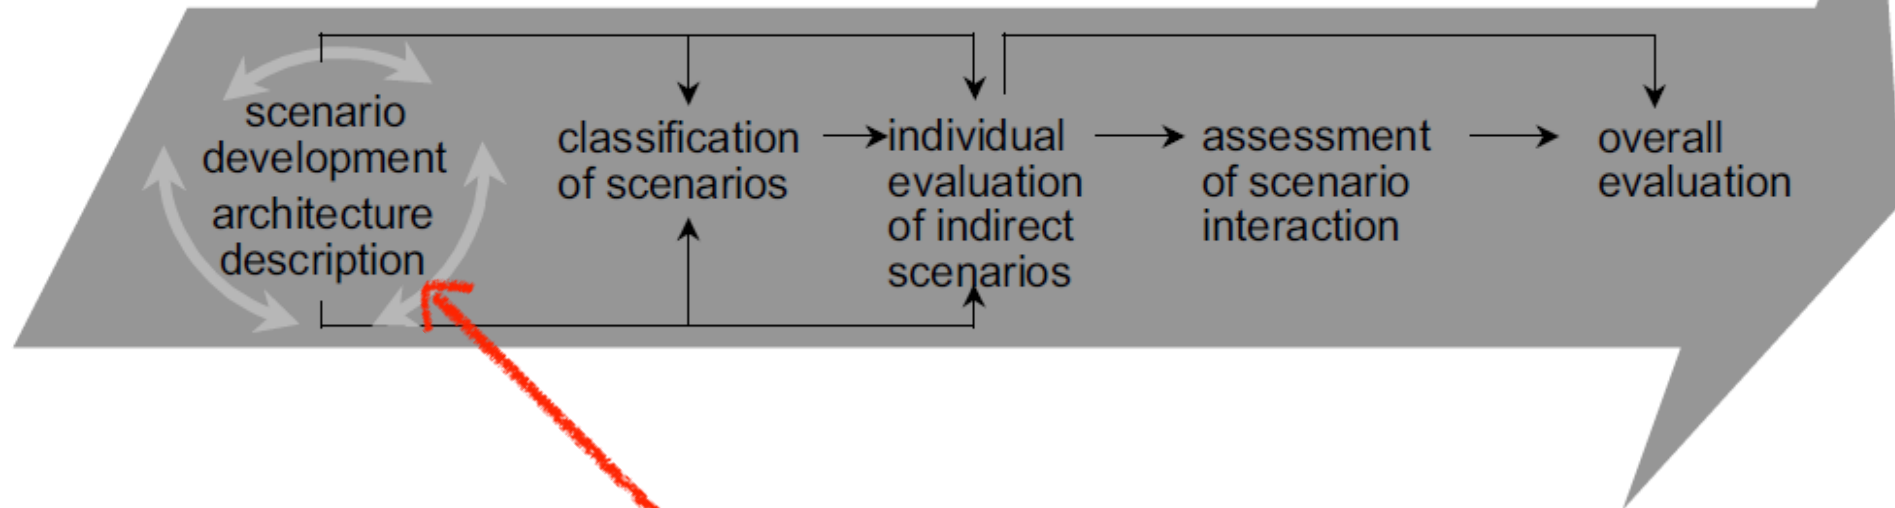 scenario
development
architecture
description
classification
of scenarios
individual
evaluation
of indirect
scenarios
assessment
of scenario
interaction
overall
evaluation